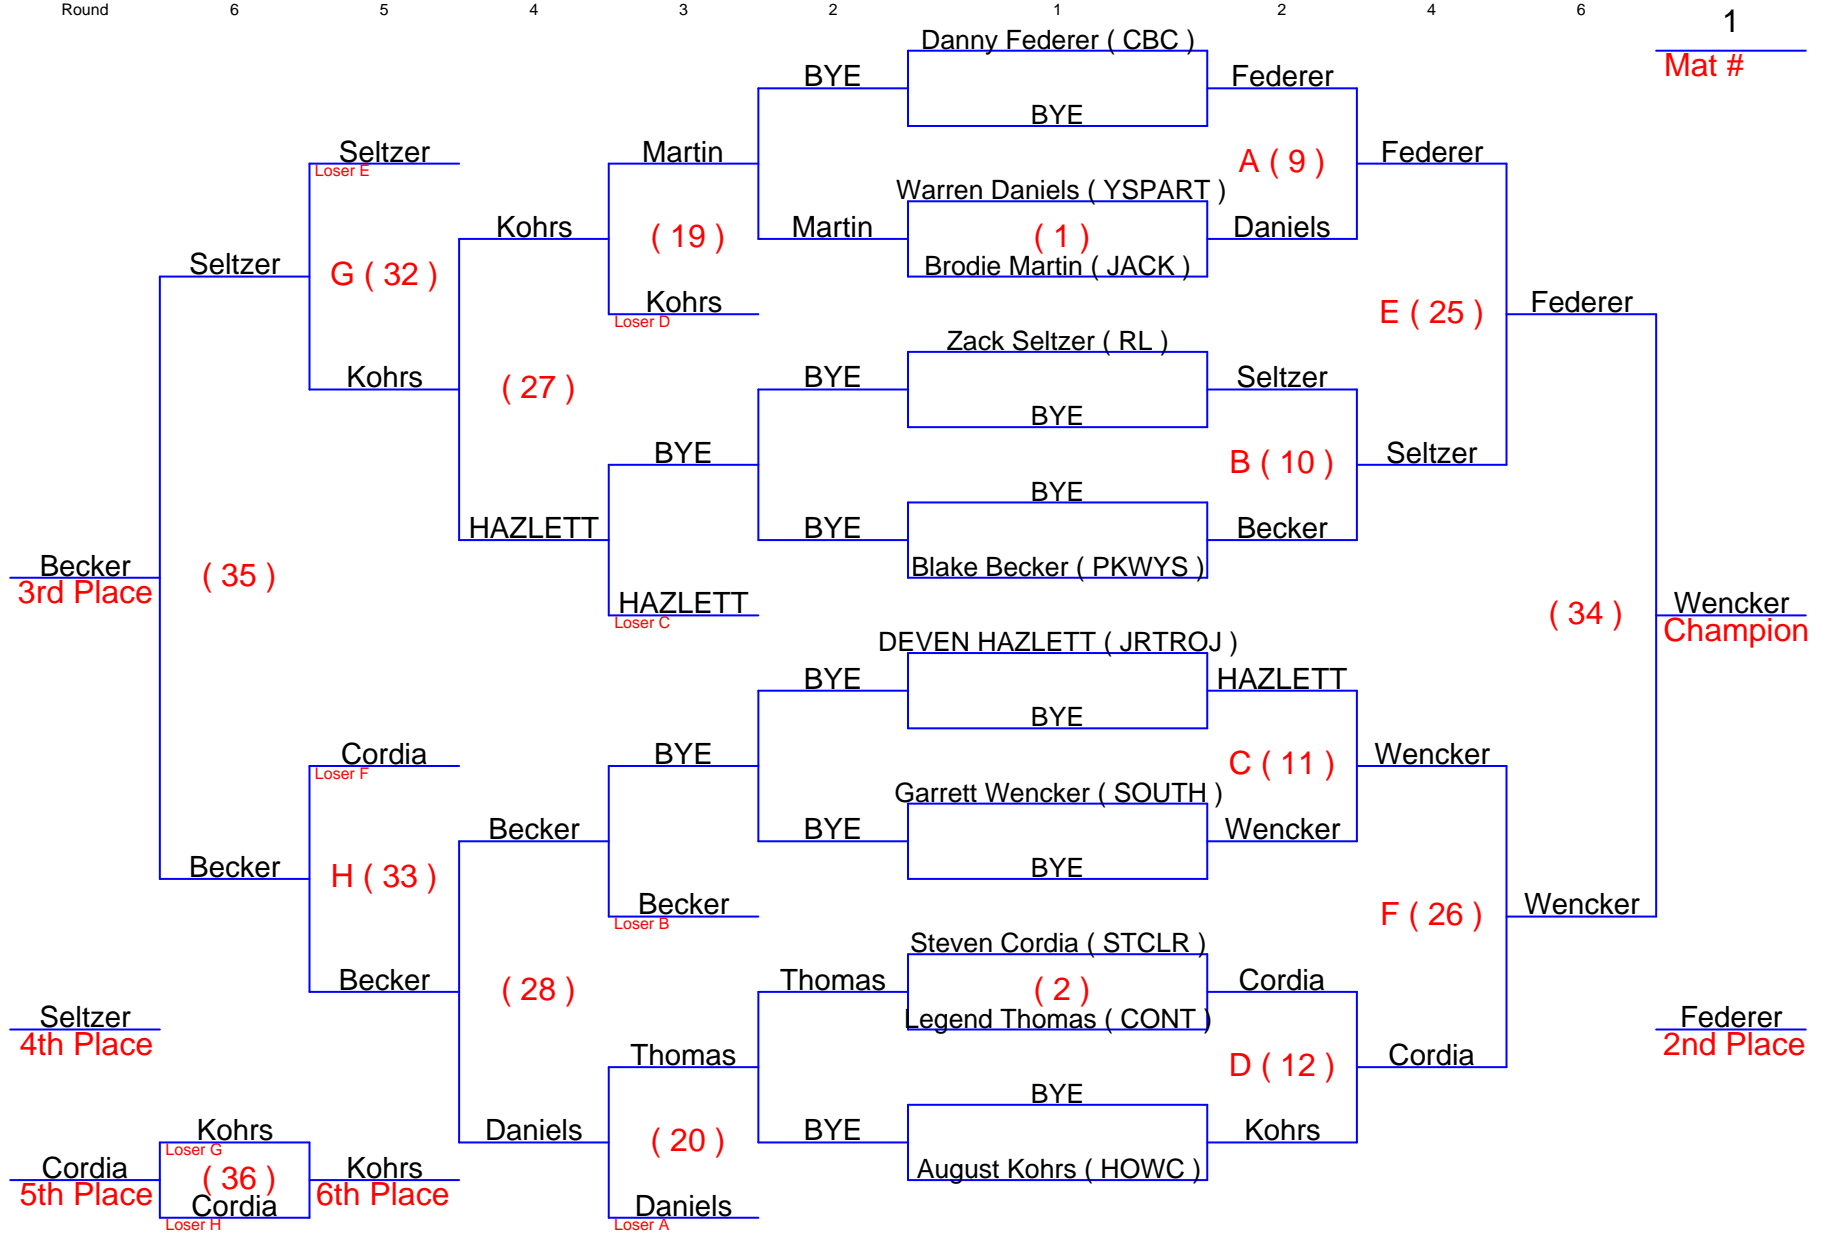 Round 6 5 4 3 2 1 2 4 6
1
Mat #
Danny Federer ( CBC )
BYE Federer
BYE
Seltzer Martin A ( 9 ) Federer
Loser E
Warren Daniels ( YSPART )
Kohrs ( 19 ) Martin ( 1 ) Daniels
Seltzer G ( 32 ) Brodie Martin ( JACK )
Kohrs E ( 25 ) Federer
Loser D
Zack Seltzer ( RL )
Kohrs ( 27 ) BYE Seltzer
BYE
BYE B ( 10 ) Seltzer
BYE
HAZLETT BYE Becker
Becker ( 35 ) Blake Becker ( PKWYS )
3rd Place
HAZLETT ( 34 ) Wencker
Loser C Champion
DEVEN HAZLETT ( JRTROJ )
BYE HAZLETT
BYE
Cordia BYE C ( 11 ) Wencker
Loser F
Garrett Wencker ( SOUTH )
Becker BYE Wencker
Becker H ( 33 ) BYE
Becker F ( 26 ) Wencker
Loser B
Steven Cordia ( STCLR )
Becker ( 28 ) Thomas ( 2 ) Cordia
Seltzer Legend Thomas ( CONT ) Federer
4th Place 2nd Place
Thomas D ( 12 ) Cordia
BYE
Kohrs Daniels ( 20 ) BYE Kohrs
Loser G
Cordia ( 36 ) Kohrs August Kohrs ( HOWC )
5th Place 6th Place
Cordia Daniels
Loser H Loser A